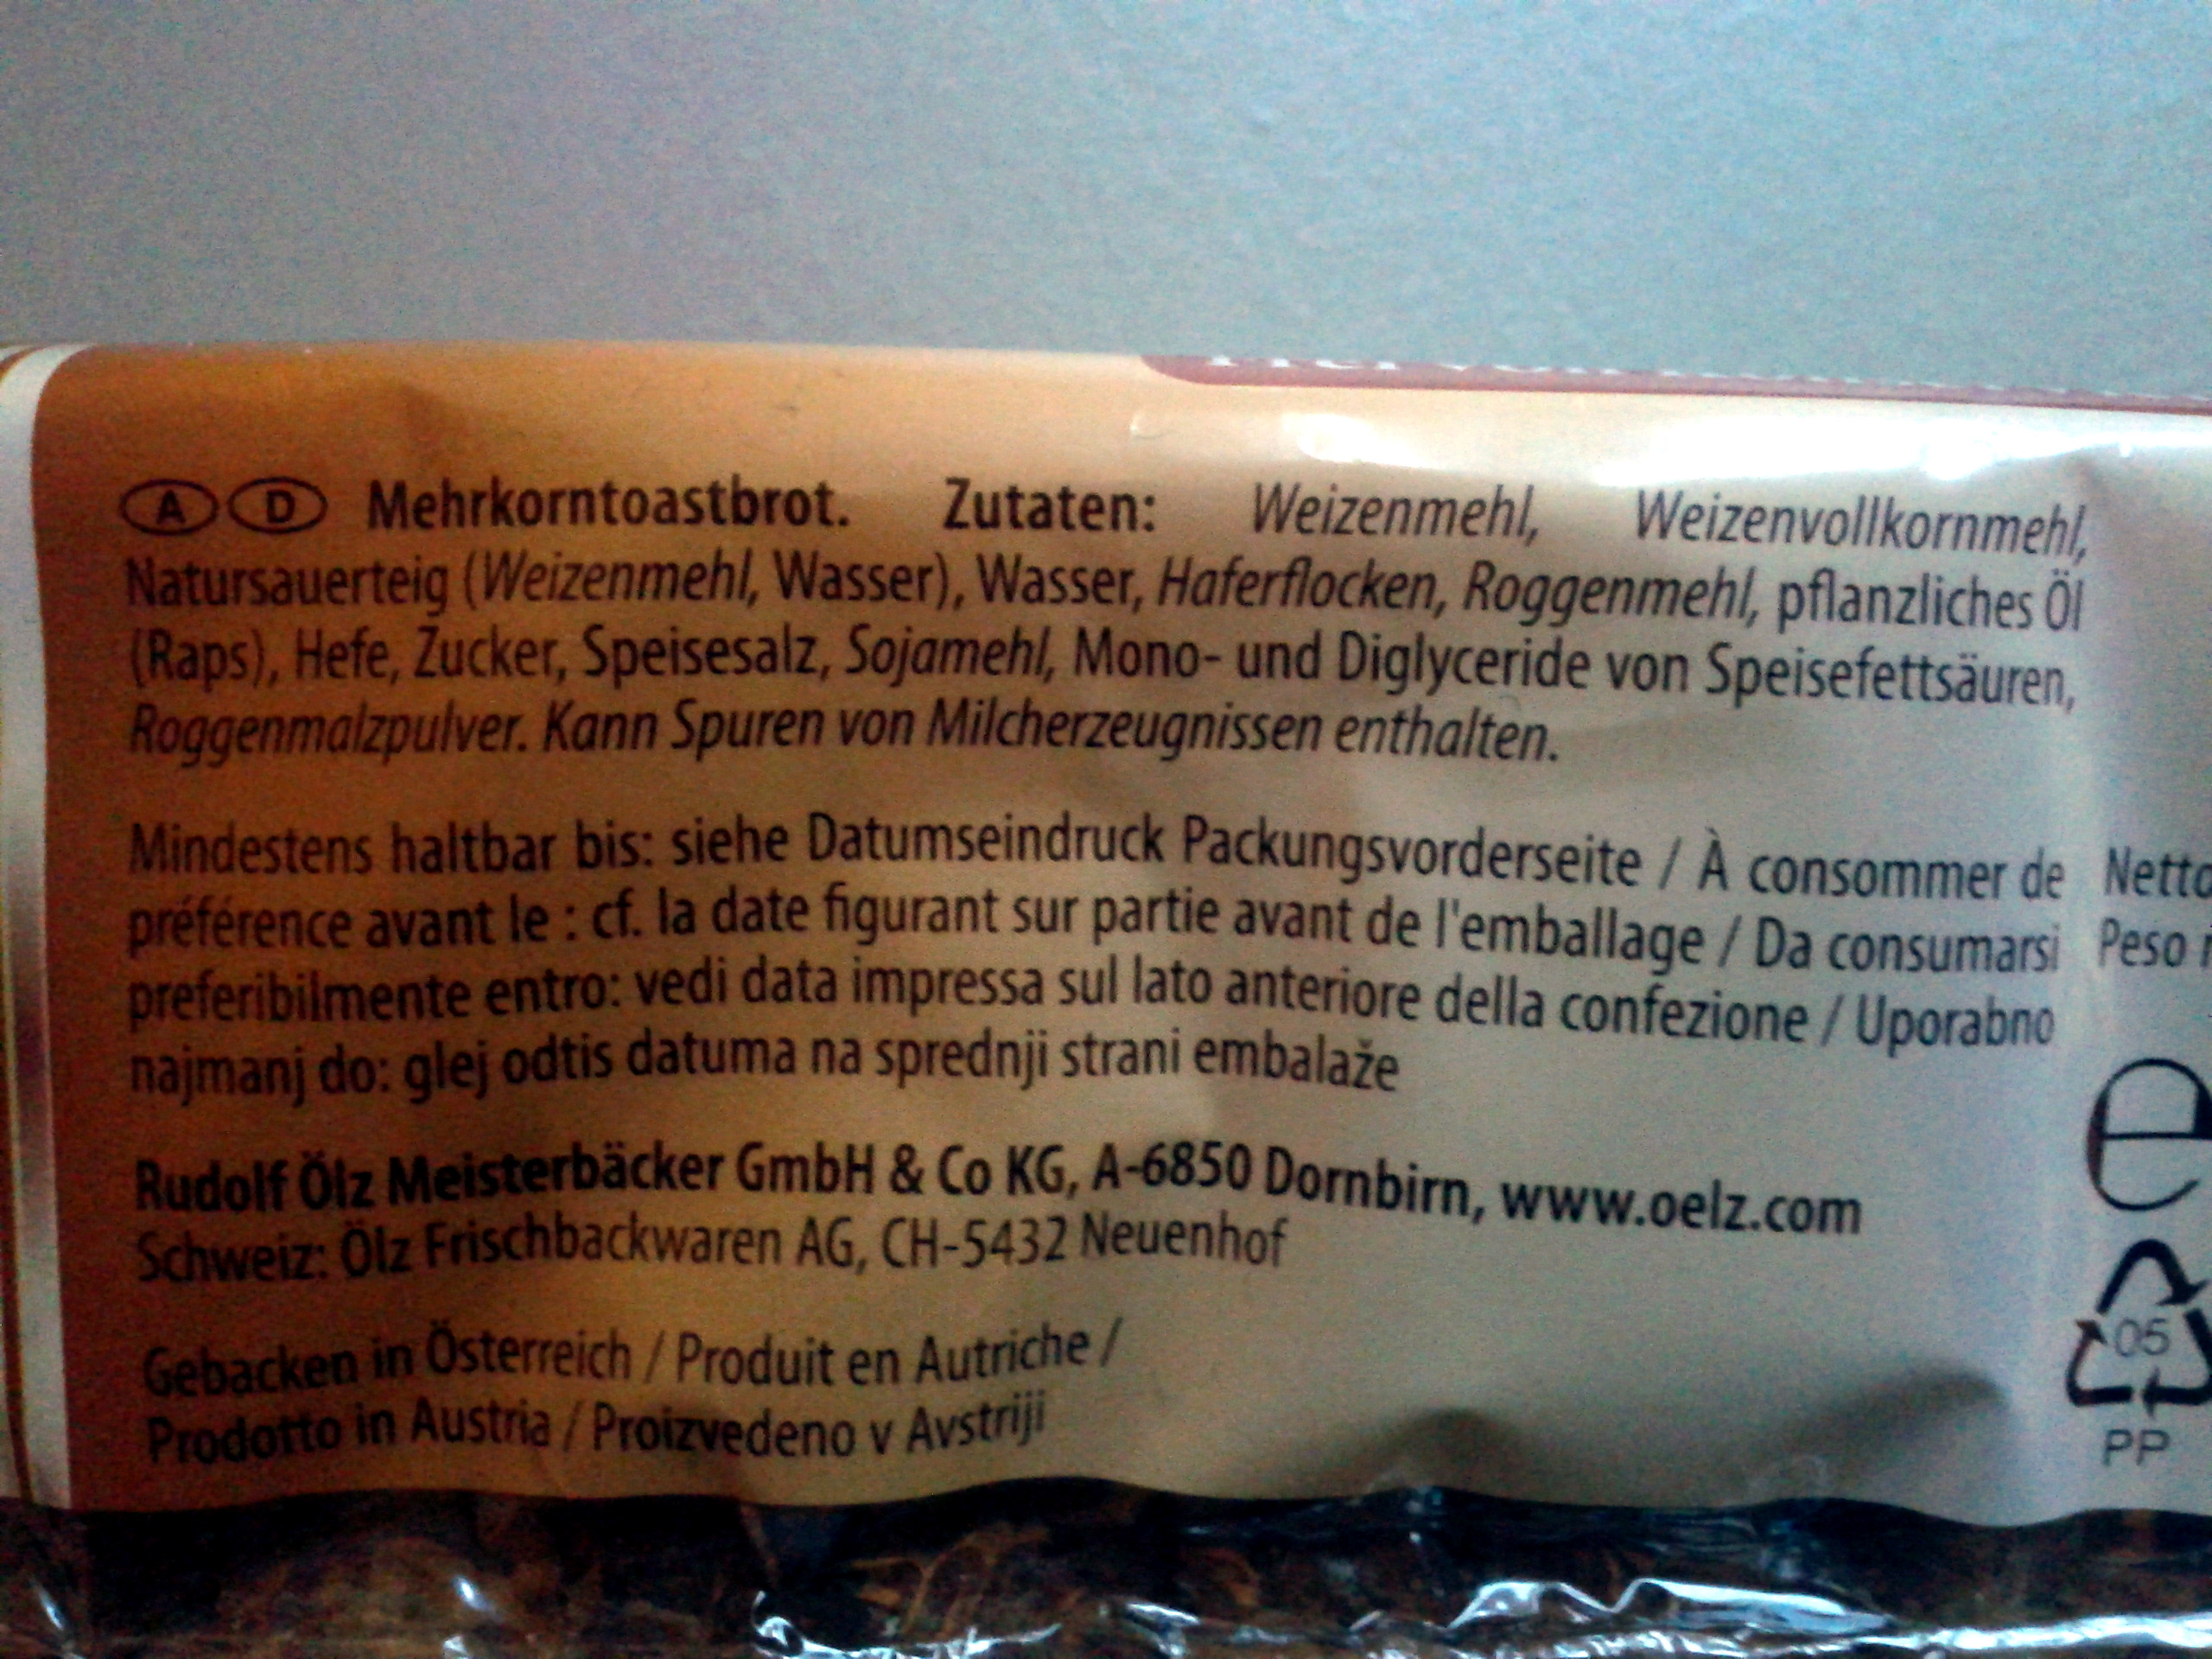 A D Mehrkorntoastbrot. Zutaten: Weizenmehl, Weizenvollkornmehl,
Natursauerteig (Weizenmehl, Wasser), Wasser, Haferflocken, Roggenmehl, pflanzliches Öl
(Raps), Hefe, Zucker, Speisesalz, Sojamehl, Mono- und Diglyceride von Speisefettsäuren,
Roggenmalzpulver. Kann Spuren von Milcherzeugnissen enthalten.
Mindestens haltbar bis: siehe Datumseindruck Packungsvorderseite / À consommer de
préférence avant le : cf. la date figurant sur partie avant de l'emballage / Da consumarsi
preferibilmente entro: vedi data impressa sul lato anteriore della confezione / Uporabno
najmanj do: glej odtis datuma na sprednji strani embalaže
Rudolf Ölz Meisterbäcker GmbH & Co KG, A-6850 Dornbirn, www.oelz.com
Schweiz: Ölz Frischbackwaren AG, CH-5432 Neuenhof
Gebacken in Österreich / Produit en Autriche /
Prodotto in Austria / Proizvedeno v Avstriji
Peso
e
05
PP